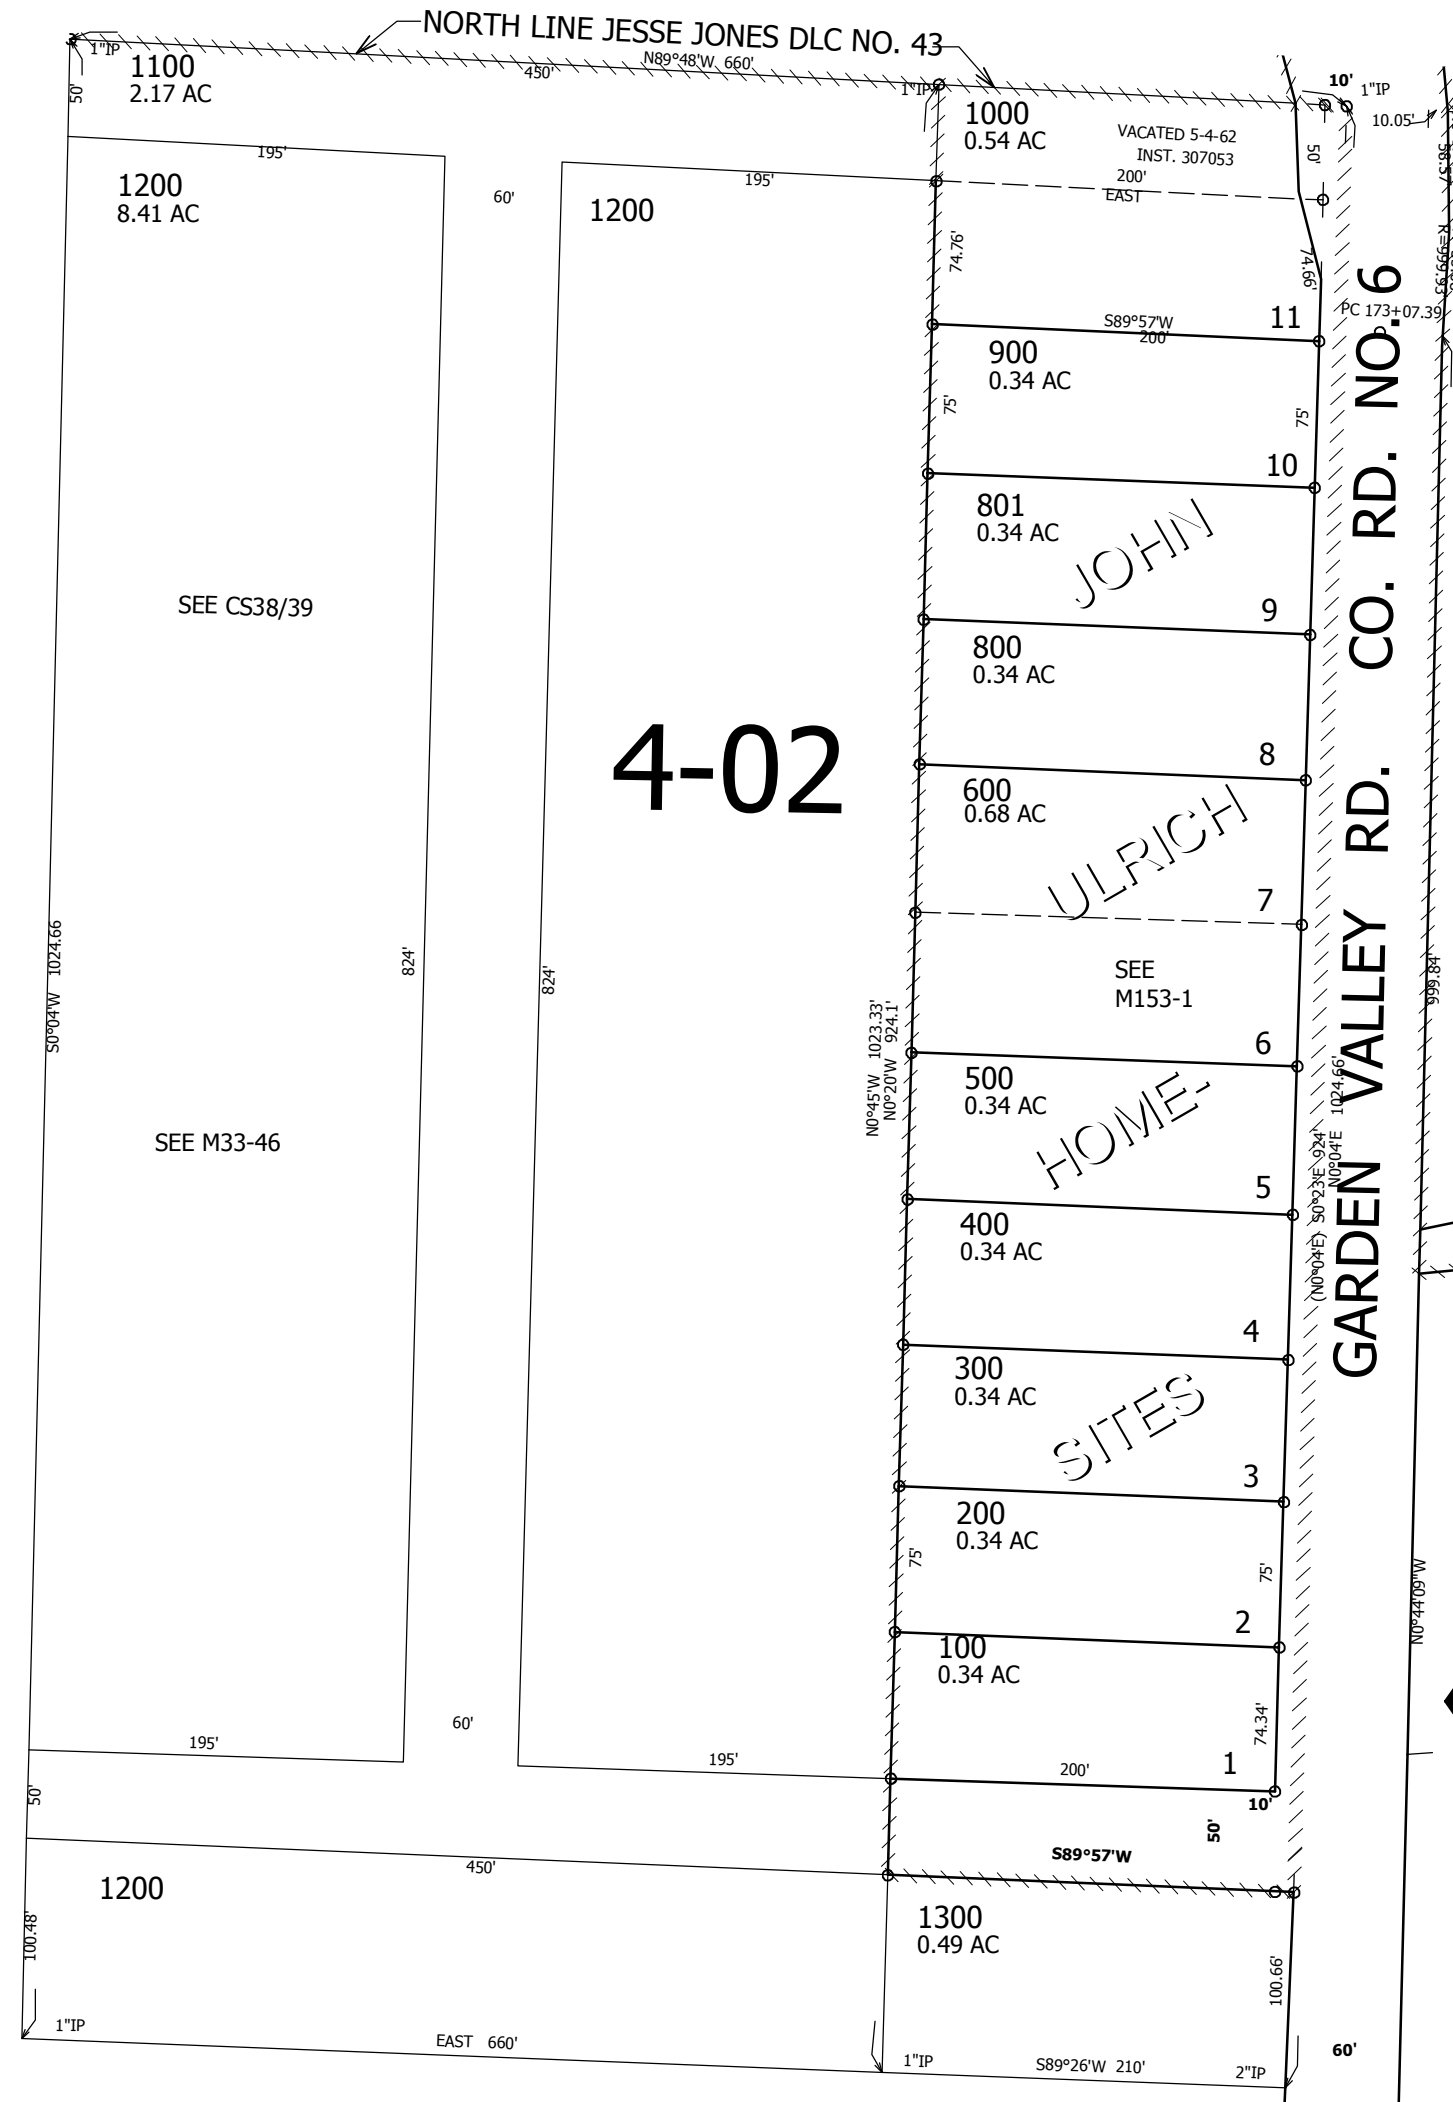 NORTH LINE JESSE JONES DLC NO. 43
1"IP
N89°48'W 660'
450'
1100
2.17 AC
50'
1"IP
1000
0.54 AC
VACATED 5-4-62
INST. 307053
200'
EAST
50'
10'
1"IP
10.05'
58.57
R=999.93
PC 173+07.39
195'
1200
8.41 AC
60'
195'
1200
74.76'
74.66'
S89°57'W
200'
11
900
0.34 AC
75'
75'
10
801
0.34 AC
JOHN
9
800
0.34 AC
8
SEE CS38/39
4-02
600
0.68 AC
ULRICH
7
SEE
M153-1
6
S0°04'W 1024.66
824'
824'
N0°45'W 1023.33'
N0°20'W 924.1'
500
0.34 AC
HOME-
5
SEE M33-46
(N0°04'E) S0°23'E 924'
N0°04'E 1024.66'
GARDEN VALLEY RD. CO. RD. NO. 6
999.84'
400
0.34 AC
4
300
0.34 AC
SITES
3
200
0.34 AC
75'
75'
2
N0°44'09"W
100
0.34 AC
74.34'
1
200'
10'
195'
60'
195'
50'
50'
S89°57'W
450'
1200
100.48'
1300
0.49 AC
100.66'
1"IP
EAST 660'
1"IP
S89°26'W 210'
2"IP
60'